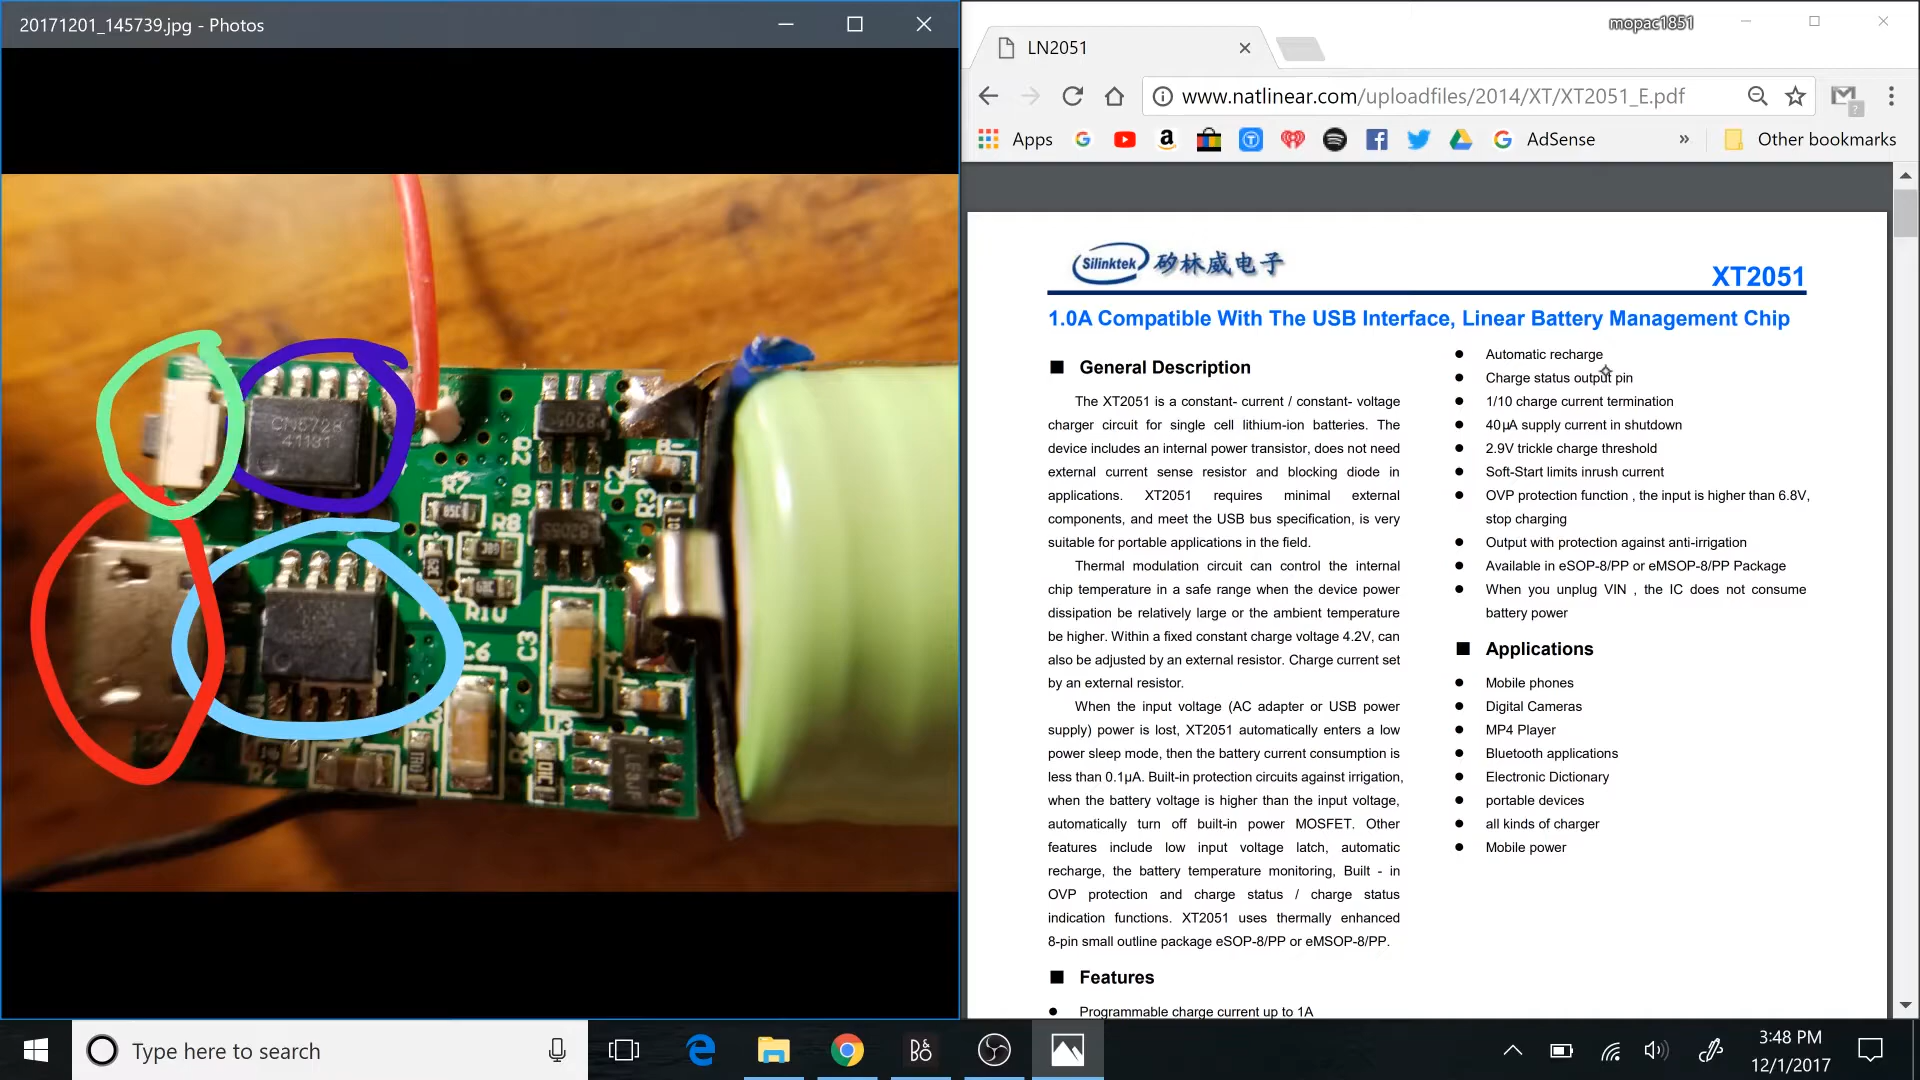 20171201_145739.jpg - Photos
CN5728
41181
8205
Q2
Q1
C2
R3
R7
R8
R10
C3
C6
R2
mopac1851
LN2051
www.natlinear.com/uploadfiles/2014/XT/XT2051_E.pdf
Apps
AdSense
»
Other bookmarks
Silinktek 矽林威电子
XT2051
1.0A Compatible With The USB Interface, Linear Battery Management Chip
■ General Description
The XT2051 is a constant- current / constant- voltage
charger circuit for single cell lithium-ion batteries. The
device includes an internal power transistor, does not need
external current sense resistor and blocking diode in
applications. XT2051 requires minimal external
components, and meet the USB bus specification, is very
suitable for portable applications in the field.
Thermal modulation circuit can control the internal
chip temperature in a safe range when the device power
dissipation be relatively large or the ambient temperature
be higher. Within a fixed constant charge voltage 4.2V, can
also be adjusted by an external resistor. Charge current set
by an external resistor.
When the input voltage (AC adapter or USB power
supply) power is lost, XT2051 automatically enters a low
power sleep mode, then the battery current consumption is
less than 0.1μA. Built-in protection circuits against irrigation,
when the battery voltage is higher than the input voltage,
automatically turn off built-in power MOSFET. Other
features include low input voltage latch, automatic
recharge, the battery temperature monitoring, Built - in
OVP protection and charge status / charge status
indication functions. XT2051 uses thermally enhanced
8-pin small outline package eSOP-8/PP or eMSOP-8/PP.
■ Features
● Programmable charge current up to 1A
● Automatic recharge
● Charge status output pin
● 1/10 charge current termination
● 40μA supply current in shutdown
● 2.9V trickle charge threshold
● Soft-Start limits inrush current
● OVP protection function , the input is higher than 6.8V,
stop charging
● Output with protection against anti-irrigation
● Available in eSOP-8/PP or eMSOP-8/PP Package
● When you unplug VIN , the IC does not consume
battery power
■ Applications
● Mobile phones
● Digital Cameras
● MP4 Player
● Bluetooth applications
● Electronic Dictionary
● portable devices
● all kinds of charger
● Mobile power
Type here to search
3:48 PM
12/1/2017